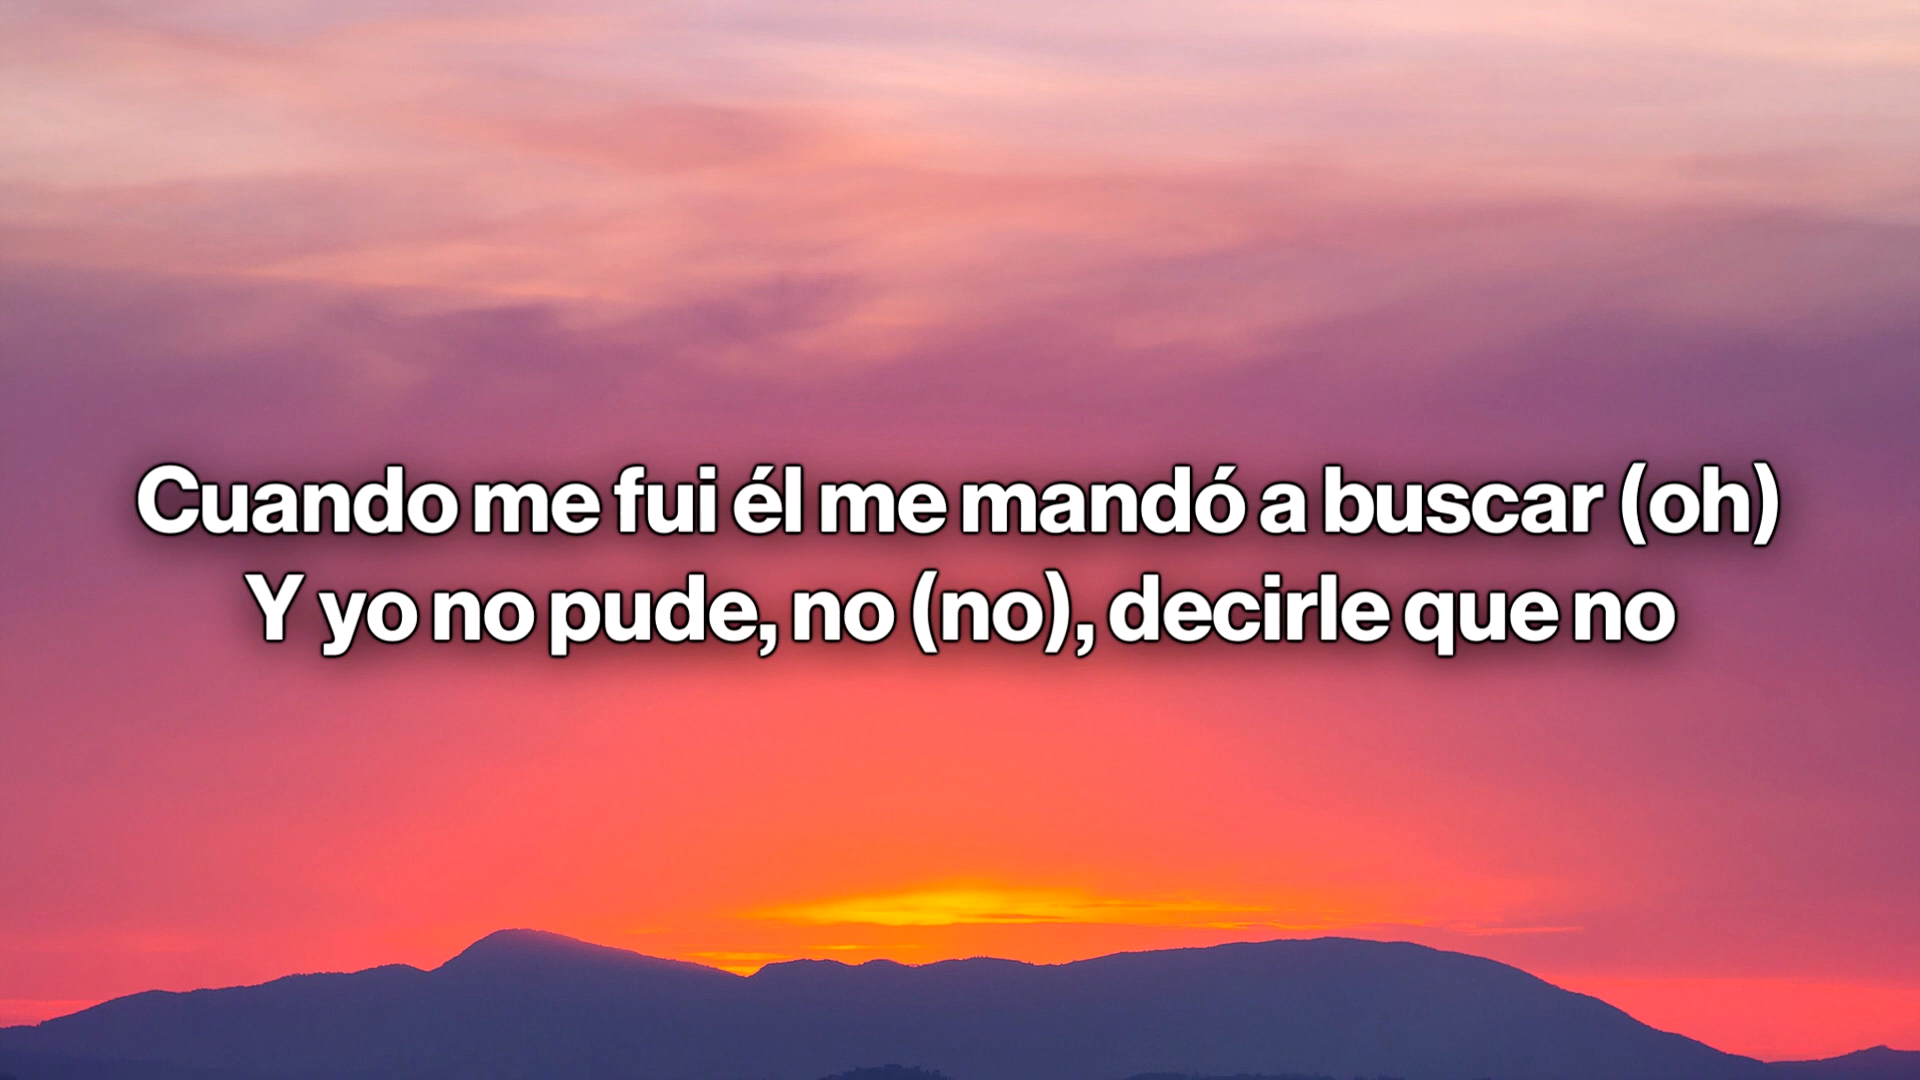 Cuando me fui él me mandó a buscar (oh)
Y yo no pude, no (no), decirle que no